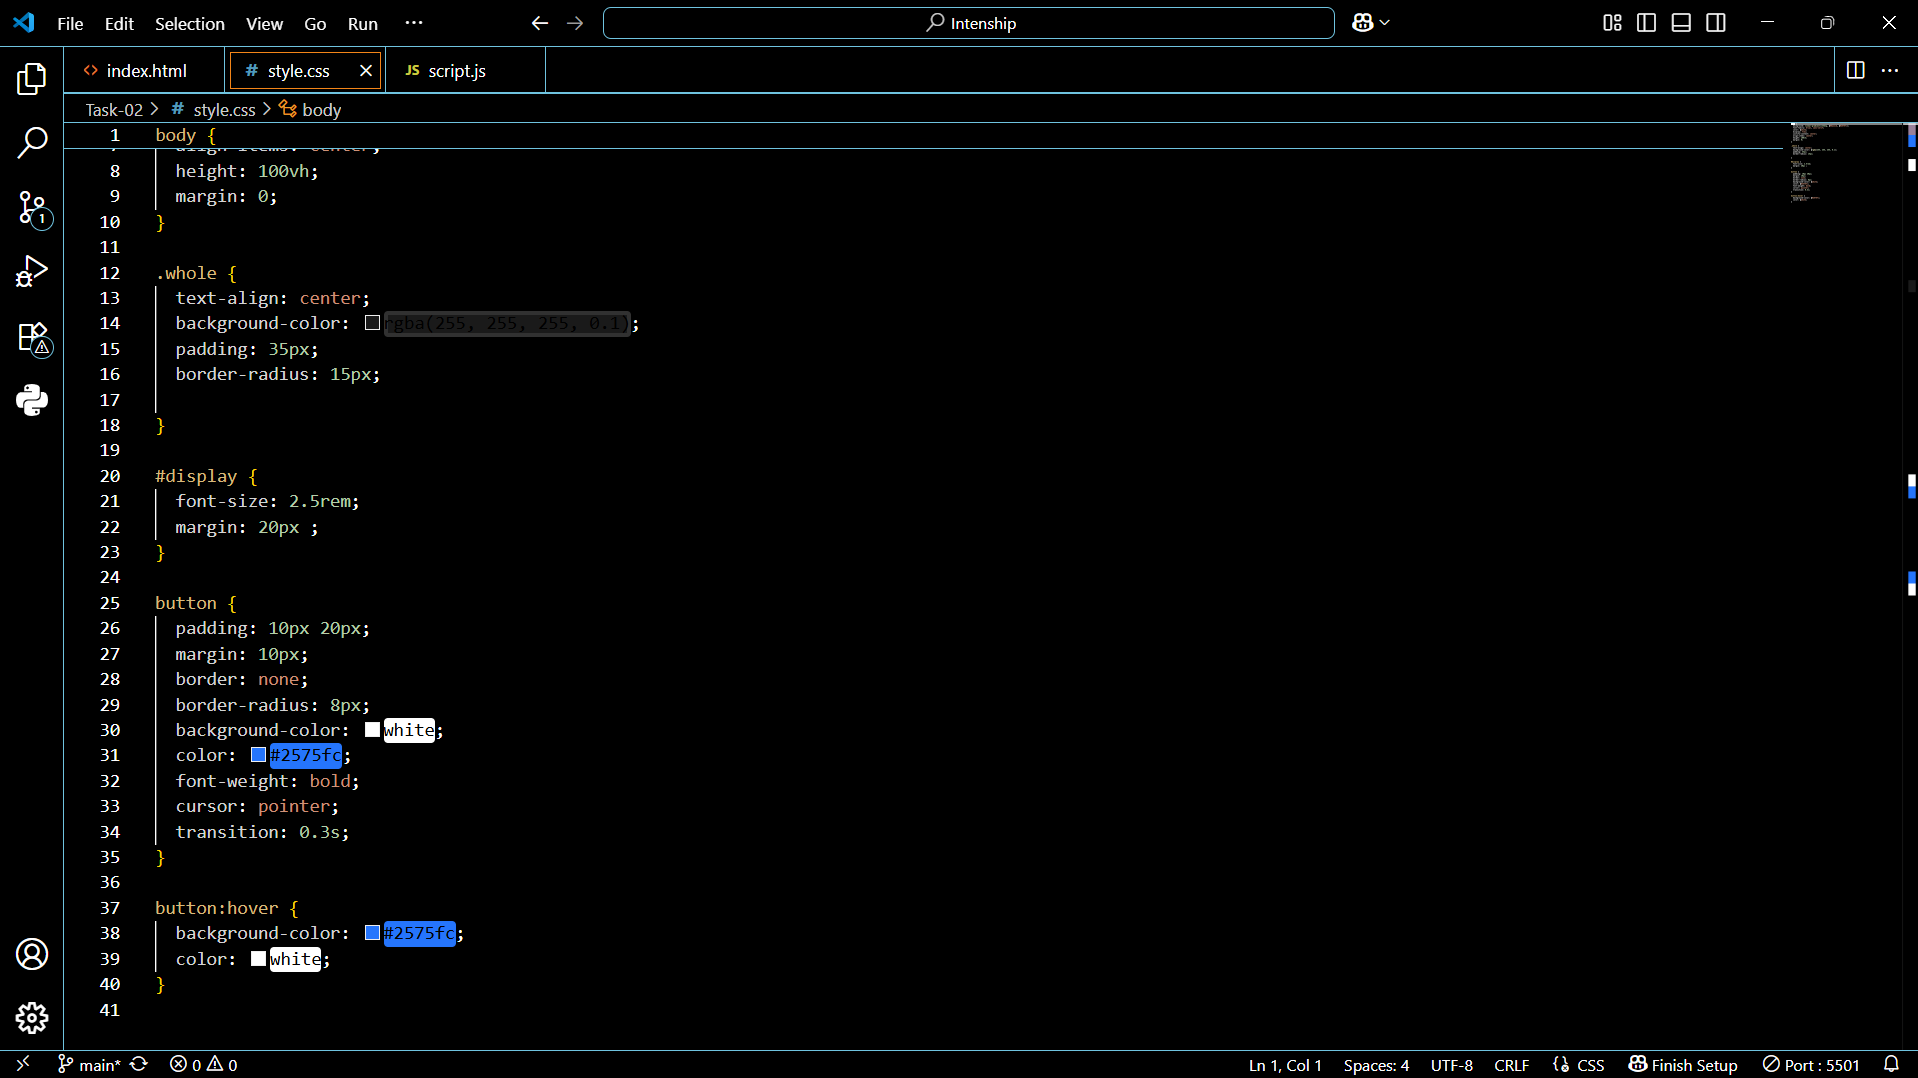 File Edit Selection View Go Run ··· Intenship
index.html # style.css JS script.js
Task-02 > # style.css > body
1 body {
align-items: center;
8 height: 100vh;
9 margin: 0;
10 }
11
12 .whole {
13 text-align: center;
14 background-color: rgba(255, 255, 255, 0.1);
15 padding: 35px;
16 border-radius: 15px;
17
18 }
19
20 #display {
21 font-size: 2.5rem;
22 margin: 20px ;
23 }
24
25 button {
26 padding: 10px 20px;
27 margin: 10px;
28 border: none;
29 border-radius: 8px;
30 background-color: white;
31 color: #2575fc;
32 font-weight: bold;
33 cursor: pointer;
34 transition: 0.3s;
35 }
36
37 button:hover {
38 background-color: #2575fc;
39 color: white;
40 }
41
1
main* 0 0 Ln 1, Col 1 Spaces: 4 UTF-8 CRLF {} CSS Finish Setup Port : 5501